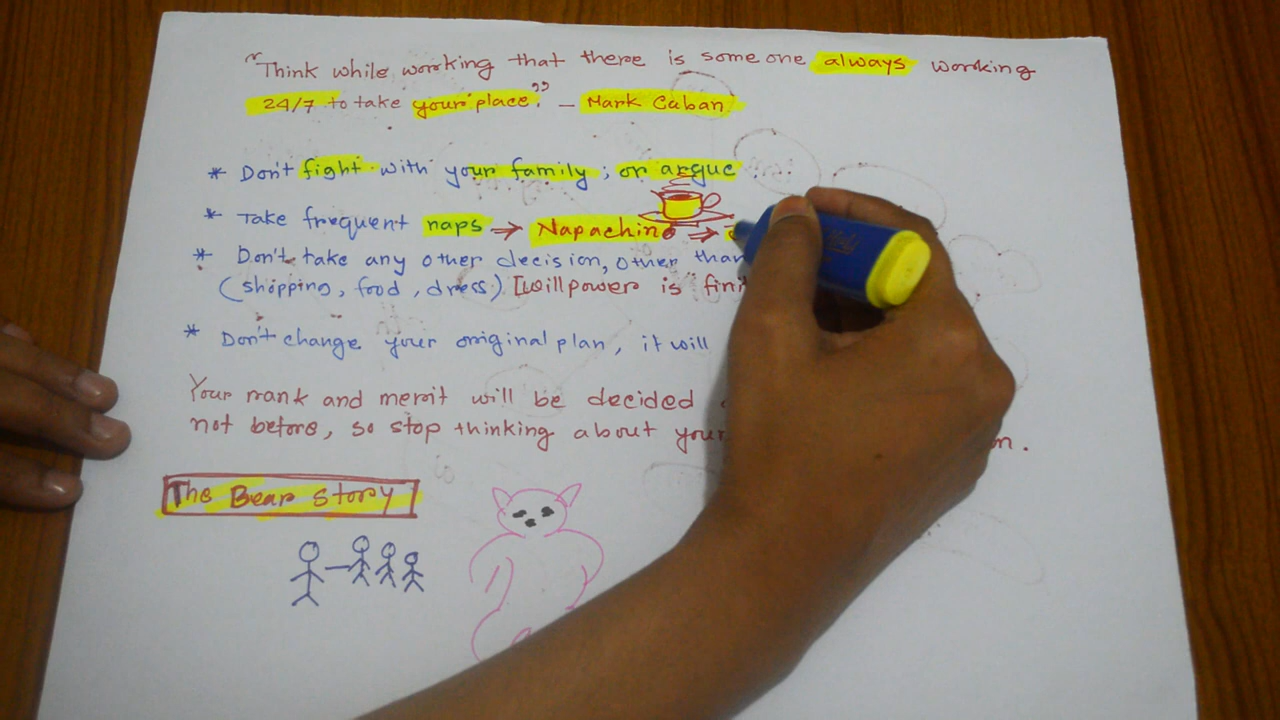 "Think while working that there is some one always working
24/7 to take your place." - Mark Caban
* Don't fight with your family; or argue
* Take frequent naps → Napachino →
* Don't take any other decision, other than
(shipping, food, dress) [willpower is
* Don't change your original plan, it will
Your rank and merit will be decided
not before, so stop thinking about your
The Bear Story